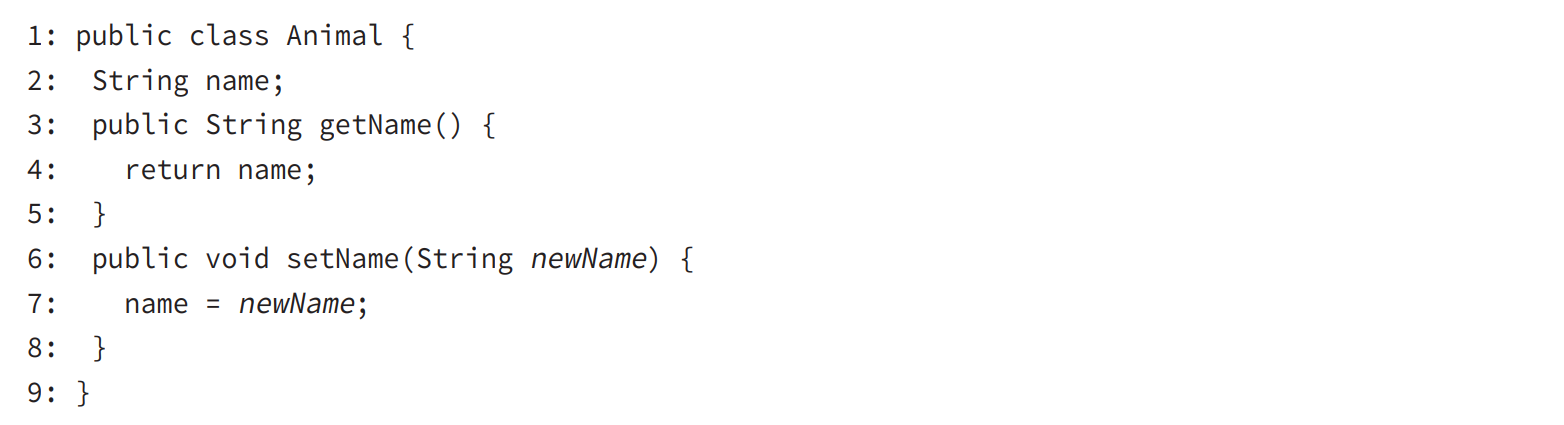 1: public class Animal {
2:  String name;
3:  public String getName() {
4:    return name;
5:  }
6:  public void setName(String newName) {
7:    name = newName;
8:  }
9: }